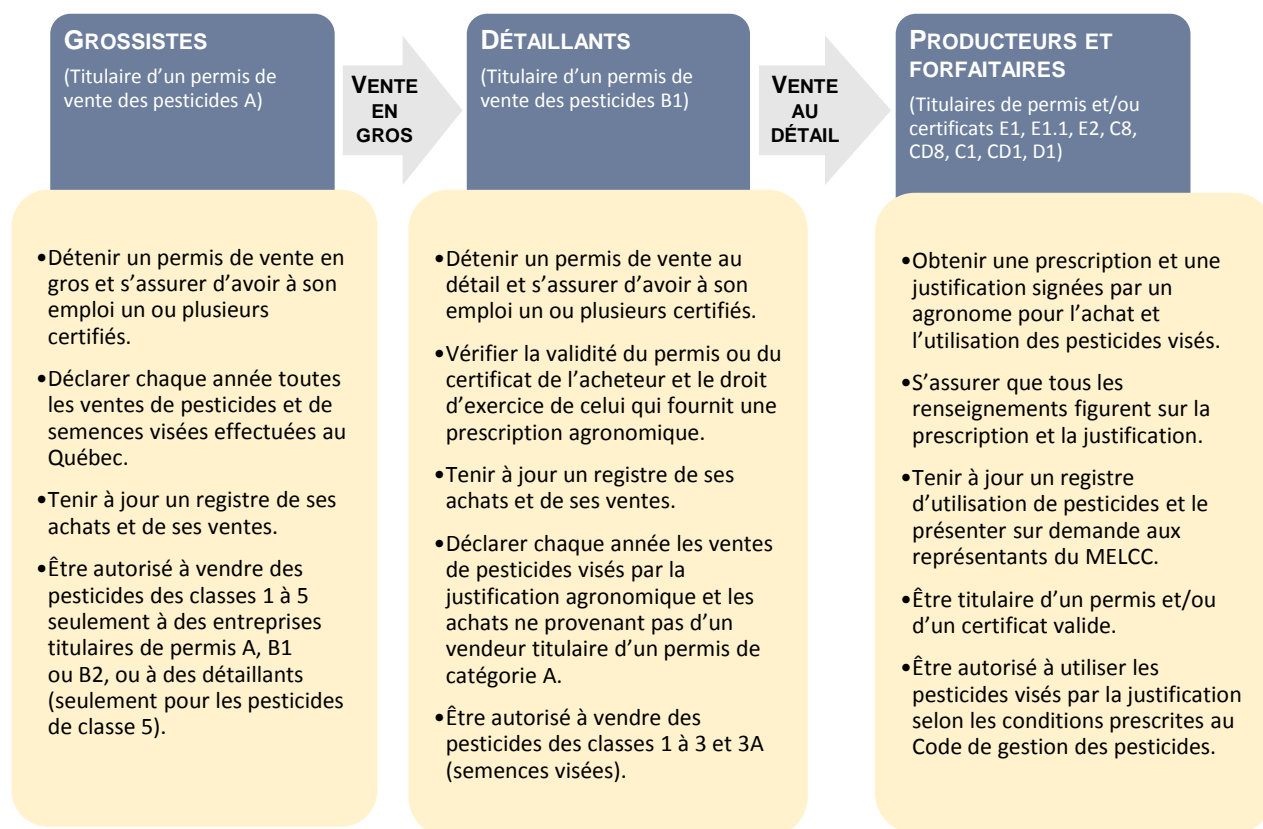 GROSSISTES
(Titulaire d'un permis de
vente des pesticides A)
VENTE
EN
GROS
DÉTAILLANTS
(Titulaire d'un permis de
vente des pesticides B1)
VENTE
AU
DÉTAIL
PRODUCTEURS ET
FORFAITAIRES
(Titulaires de permis et/ou
certificats E1, E1.1, E2, C8,
CD8, C1, CD1, D1)
•Détenir un permis de vente en
gros et s'assurer d'avoir à son
emploi un ou plusieurs
certifiés.
•Déclarer chaque année toutes
les ventes de pesticides et de
semences visées effectuées au
Québec.
•Tenir à jour un registre de ses
achats et de ses ventes.
•Être autorisé à vendre des
pesticides des classes 1 à 5
seulement à des entreprises
titulaires de permis A, B1
ou B2, ou à des détaillants
(seulement pour les pesticides
de classe 5).
•Détenir un permis de vente au
détail et s'assurer d'avoir à son
emploi un ou plusieurs certifiés.
•Vérifier la validité du permis ou du
certificat de l'acheteur et le droit
d'exercice de celui qui fournit une
prescription agronomique.
•Tenir à jour un registre de ses
achats et de ses ventes.
•Déclarer chaque année les ventes
de pesticides visés par la
justification agronomique et les
achats ne provenant pas d'un
vendeur titulaire d'un permis de
catégorie A.
•Être autorisé à vendre des
pesticides des classes 1 à 3 et 3A
(semences visées).
•Obtenir une prescription et une
justification signées par un
agronome pour l'achat et
l'utilisation des pesticides visés.
•S'assurer que tous les
renseignements figurent sur la
prescription et la justification.
•Tenir à jour un registre
d'utilisation de pesticides et le
présenter sur demande aux
représentants du MELCC.
•Être titulaire d'un permis et/ou
d'un certificat valide.
•Être autorisé à utiliser les
pesticides visés par la justification
selon les conditions prescrites au
Code de gestion des pesticides.